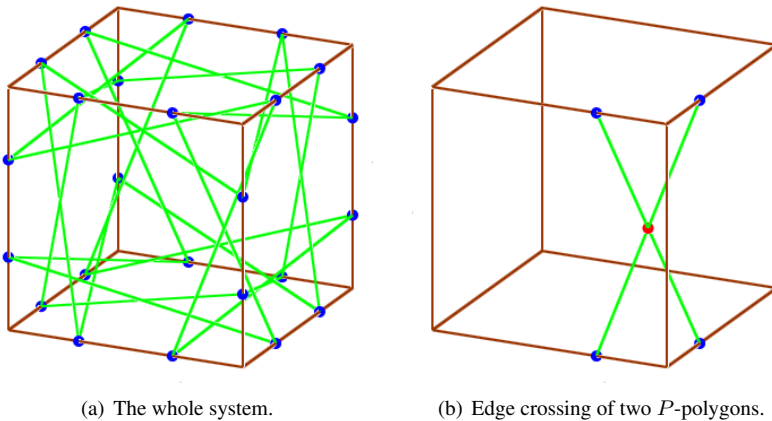 (a) The whole system.
(b) Edge crossing of two P-polygons.